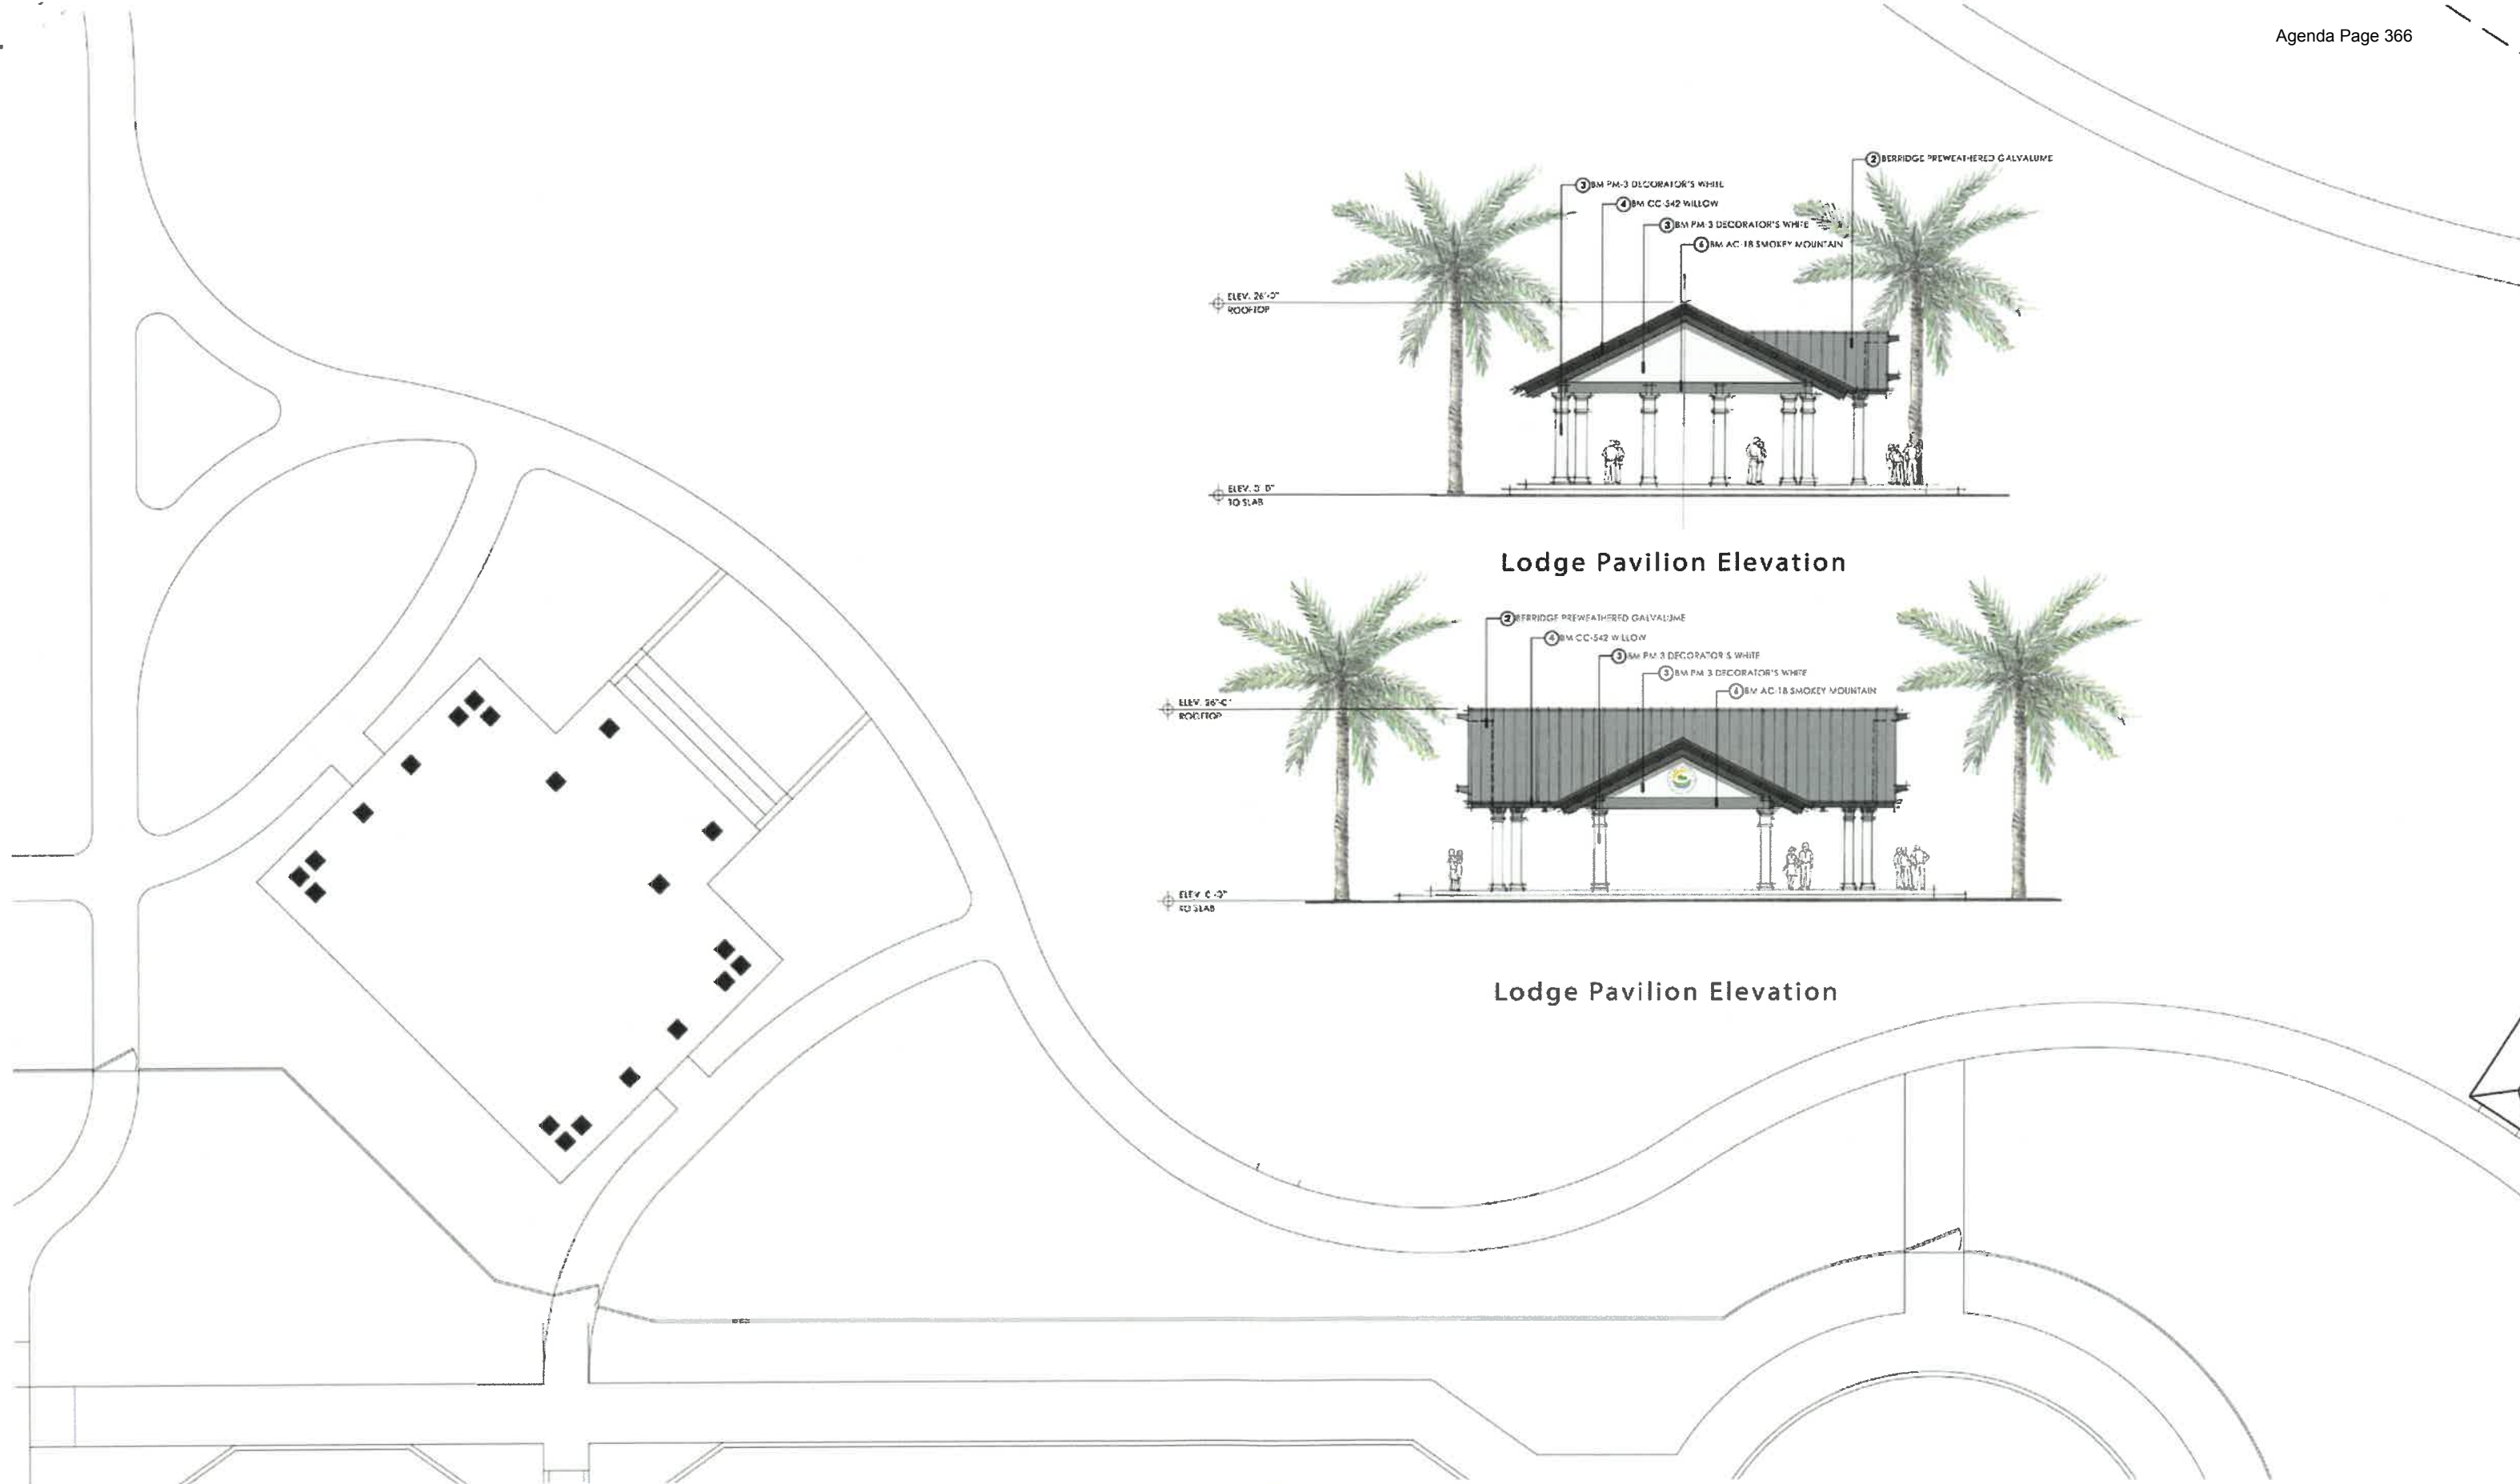 Agenda Page 366
② BERRIDGE PREWEATHERED GALVALUME
③ BM PM-3 DECORATOR'S WHITE
④ BM CC-542 WILLOW
③ BM PM-3 DECORATOR'S WHITE
⑥ BM AC-18 SMOKEY MOUNTAIN
ELEV. 26'-0"
ROOFTOP
ELEV. 0'-0"
TO SLAB
Lodge Pavilion Elevation
② BERRIDGE PREWEATHERED GALVALUME
④ BM CC-542 WILLOW
③ BM PM-3 DECORATOR'S WHITE
③ BM PM-3 DECORATOR'S WHITE
⑥ BM AC-18 SMOKEY MOUNTAIN
ELEV. 26'-0"
ROOFTOP
ELEV. 0'-0"
TO SLAB
Lodge Pavilion Elevation